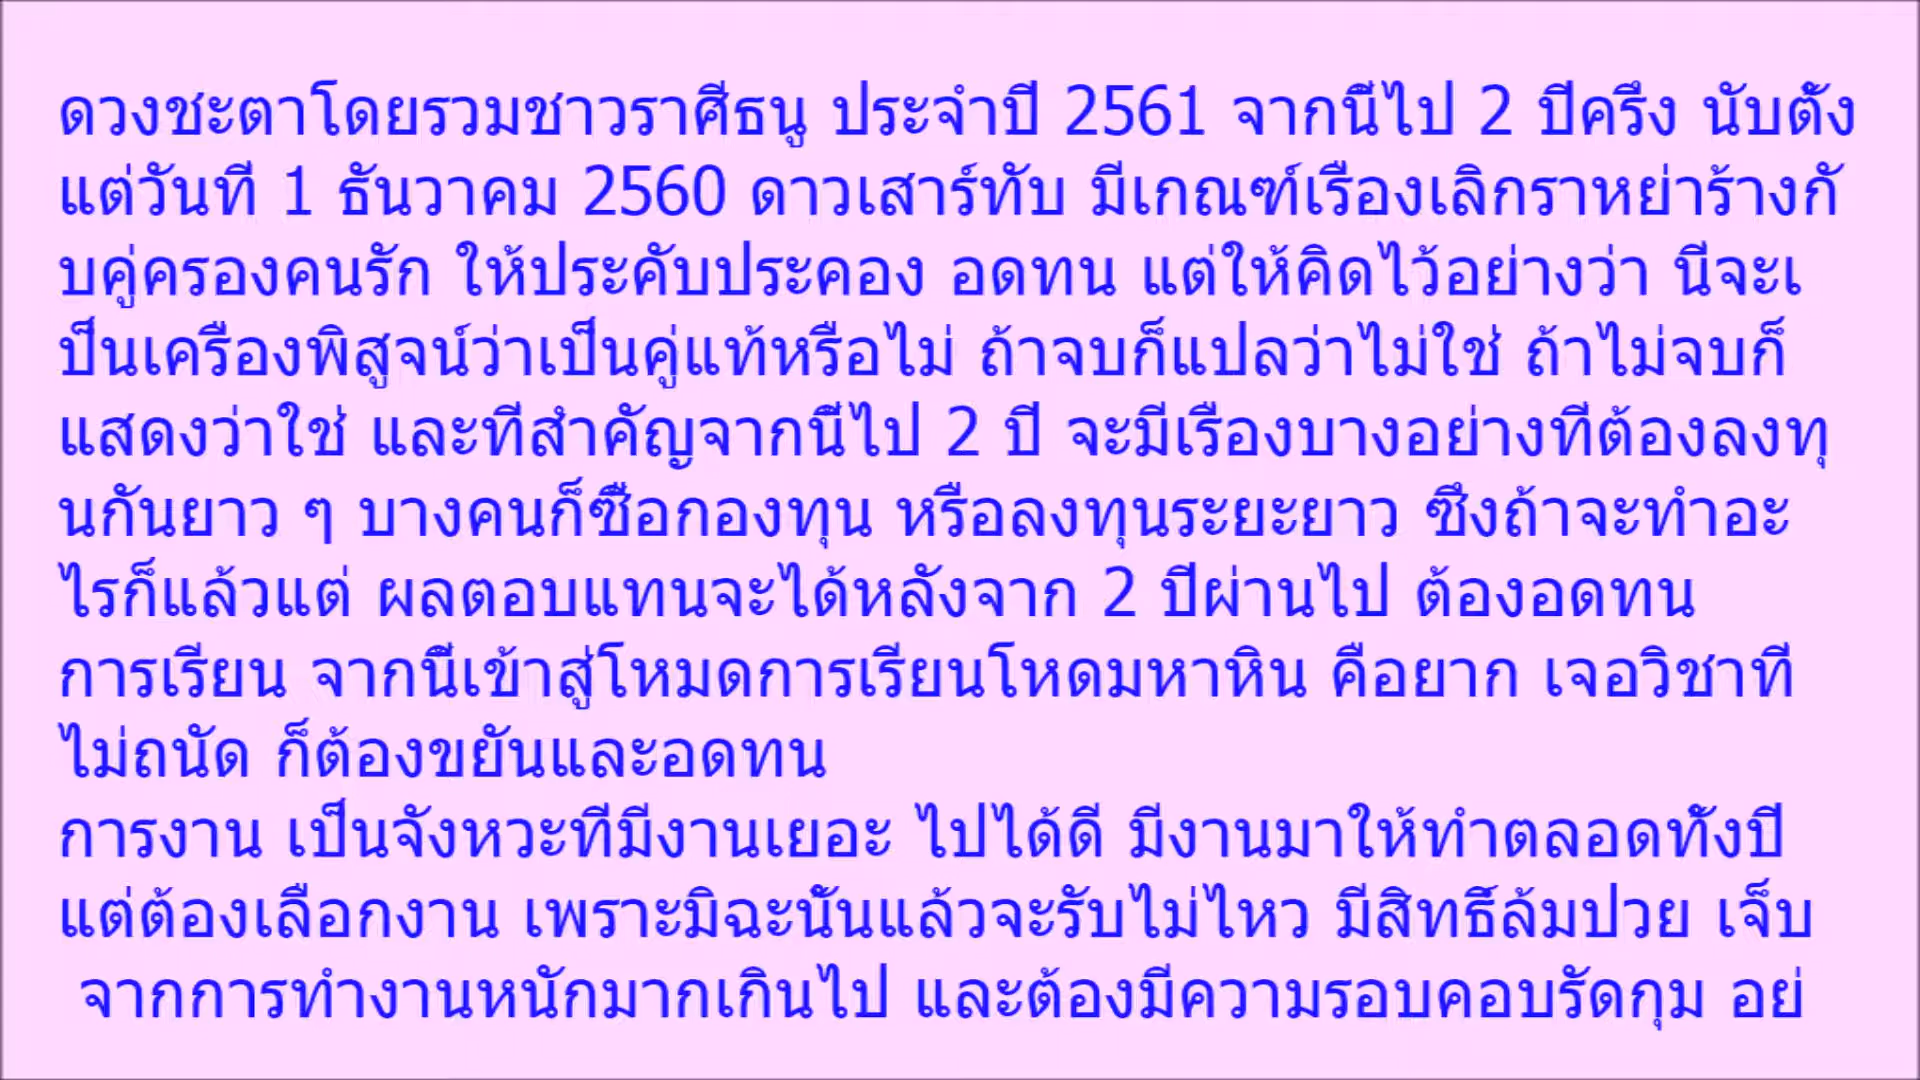 ดวงชะตาโดยรวมชาวราศีธนู ประจำปี 2561 จากนี้ไป 2 ปีครึ่ง นับตั้ง
แต่วันที่ 1 ธันวาคม 2560 ดาวเสาร์ทับ มีเกณฑ์เรื่องเลิกราหย่าร้างกั
บคู่ครองคนรัก ให้ประคับประคอง อดทน แต่ให้คิดไว้อย่างว่า นี่จะเ
ป็นเครื่องพิสูจน์ว่าเป็นคู่แท้หรือไม่ ถ้าจบก็แปลว่าไม่ใช่ ถ้าไม่จบก็
แสดงว่าใช่ และที่สำคัญจากนี้ไป 2 ปี จะมีเรื่องบางอย่างที่ต้องลงทุ
นกันยาว ๆ บางคนก็ซื้อกองทุน หรือลงทุนระยะยาว ซึ่งถ้าจะทำอะ
ไรก็แล้วแต่ ผลตอบแทนจะได้หลังจาก 2 ปีผ่านไป ต้องอดทน
การเรียน จากนี้เข้าสู่โหมดการเรียนโหดมหาหิน คือยาก เจอวิชาที่
ไม่ถนัด ก็ต้องขยันและอดทน
การงาน เป็นจังหวะที่มีงานเยอะ ไปได้ดี มีงานมาให้ทำตลอดทั้งปี
แต่ต้องเลือกงาน เพราะมิฉะนั้นแล้วจะรับไม่ไหว มีสิทธิ์ล้มป่วย เจ็บ
จากการทำงานหนักมากเกินไป และต้องมีความรอบคอบรัดกุม อย่